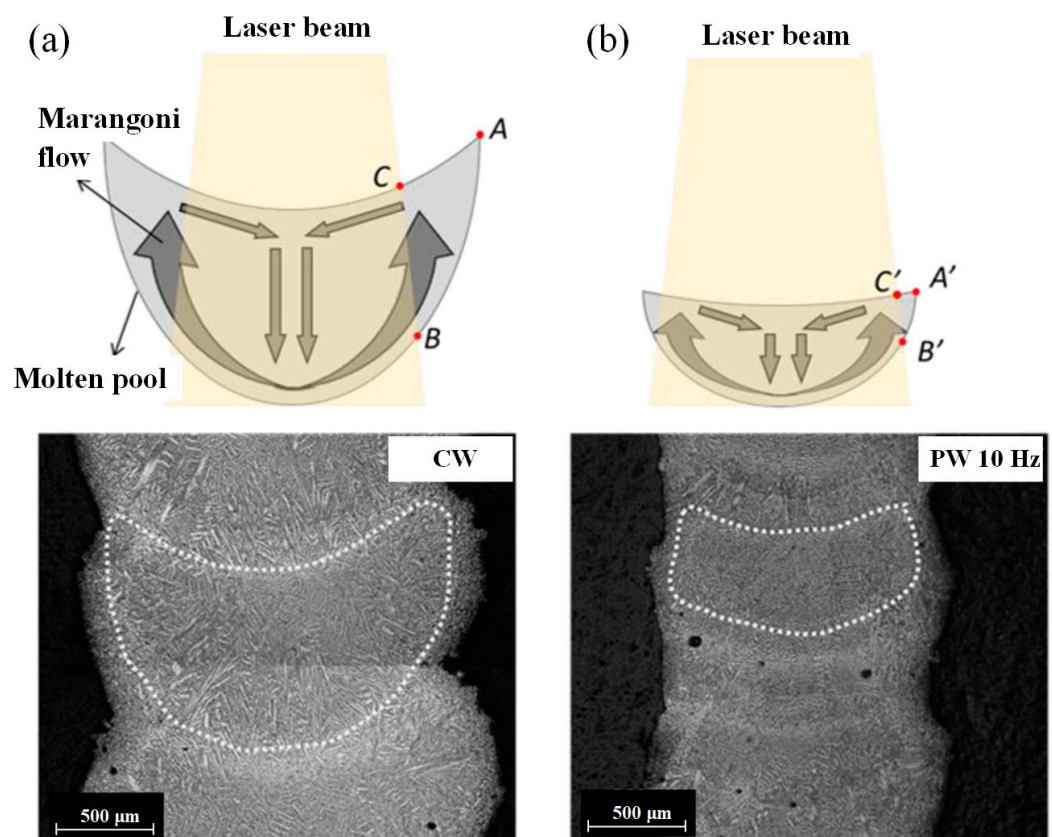 (a)
Laser beam
Marangoni
flow
A
C
B
Molten pool
CW
500 μm
(b)
Laser beam
C′
A′
B′
PW 10 Hz
500 μm